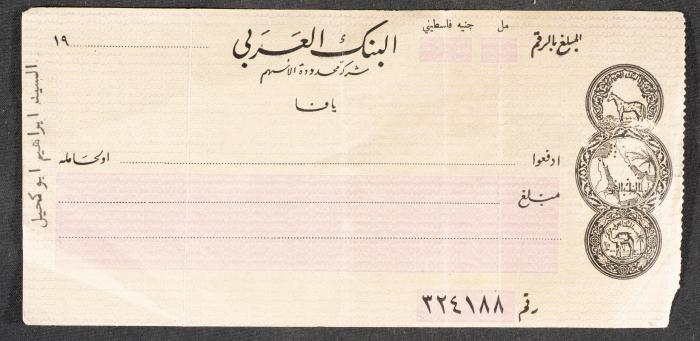 المبلغ بالرقم
مل جنيه فلسطيني
البنك العربي
شركة محدودة الأسهم
يافا
١٩
ادفعوا اولحامله
مبلغ
رقم ٣٢٤١٨٨
السيد ابراهيم ابو كحيل